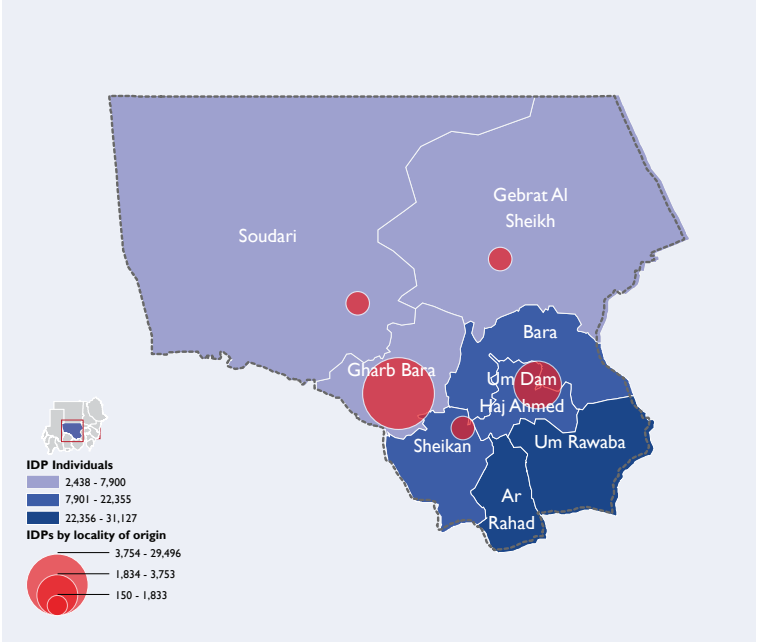 Gebrat Al
Sheikh
Soudari
Bara
Gharb Bara
Um Dam
Haj Ahmed
Sheikan
Um Rawaba
Ar
Rahad
IDP Individuals
2,438 - 7,900
7,901 - 22,355
22,356 - 31,127
IDPs by locality of origin
3,754 - 29,496
1,834 - 3,753
150 - 1,833